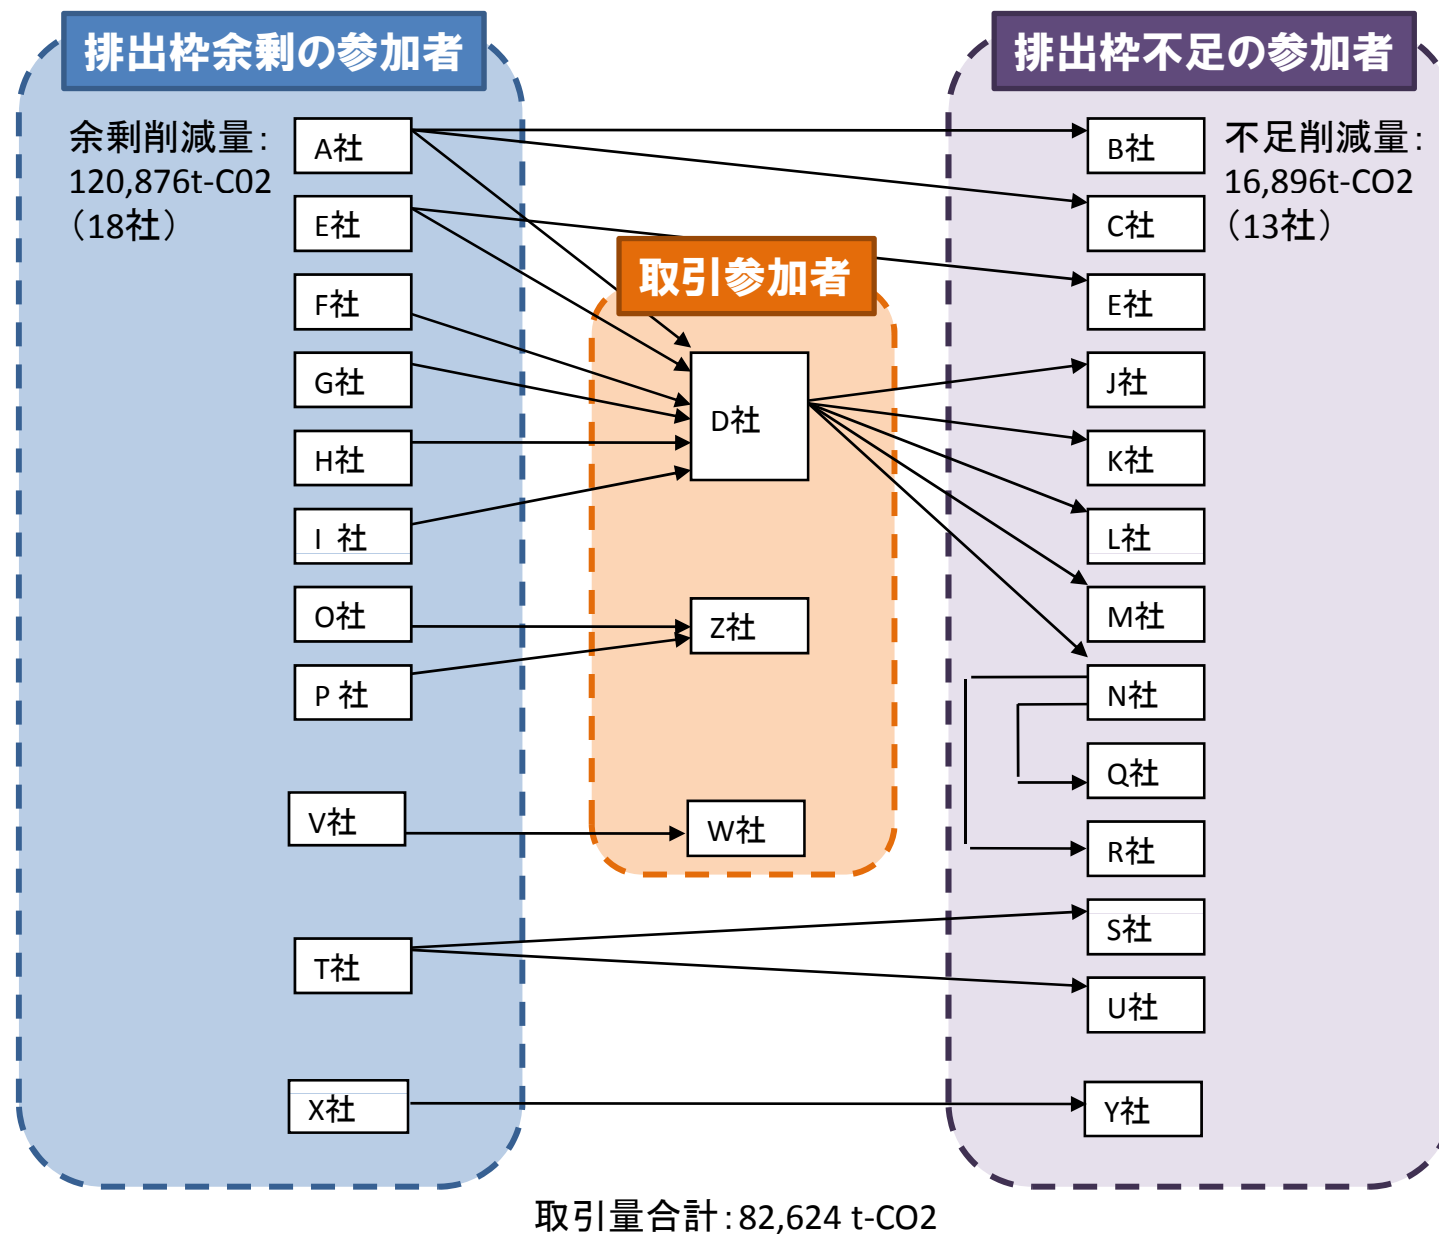 排出枠余剰の参加者
余剰削減量：
120,876t-C02
（18社）
A社
E社
F社
G社
H社
I 社
O社
P 社
V社
T社
X社
取引参加者
D社
Z社
W社
排出枠不足の参加者
不足削減量：
16,896t-CO2
（13社）
B社
C社
E社
J社
K社
L社
M社
N社
Q社
R社
S社
U社
Y社
取引量合計：82,624 t-CO2